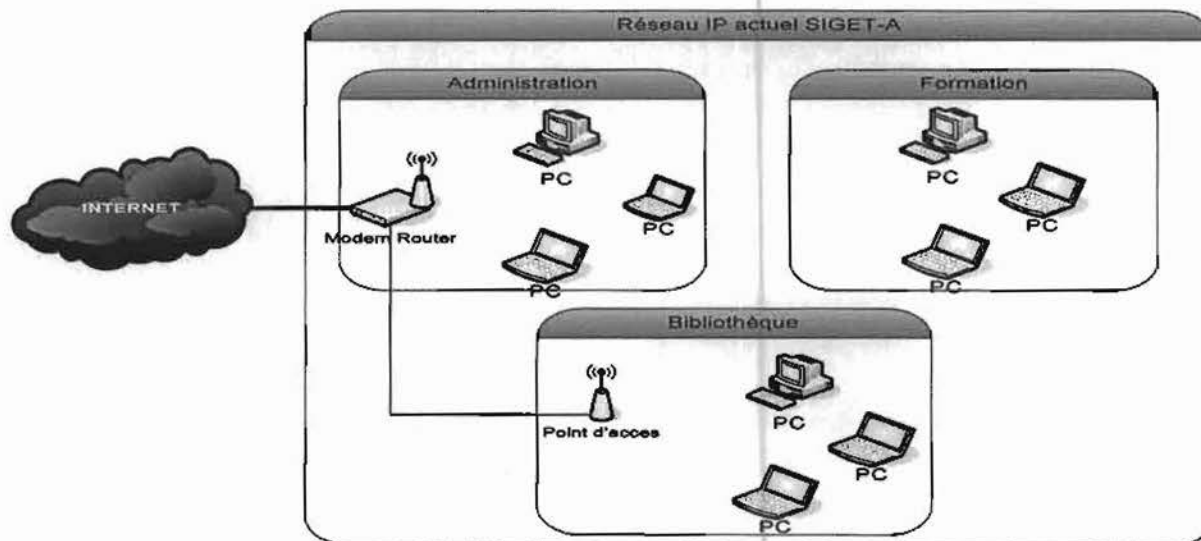 Réseau IP actuel SIGET-A
Administration
Formation
INTERNET
Modem Router
PC
PC
PC
PC
PC
PC
Bibliothèque
Point d'acces
PC
PC
PC